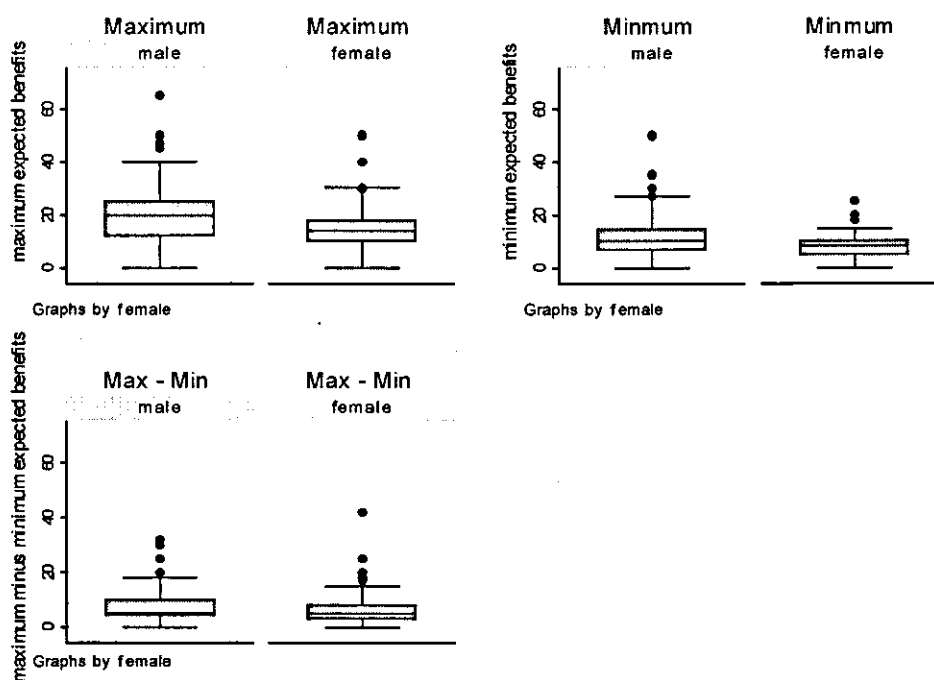 Maximum
male
Maximum
female
maximum expected benefits
0 20 40 60
Graphs by female
Minmum
male
Minmum
female
minimum expected benefits
0 20 40 60
Graphs by female
Max - Min
male
Max - Min
female
maximum minus minimum expected benefits
0 20 40 60
Graphs by female